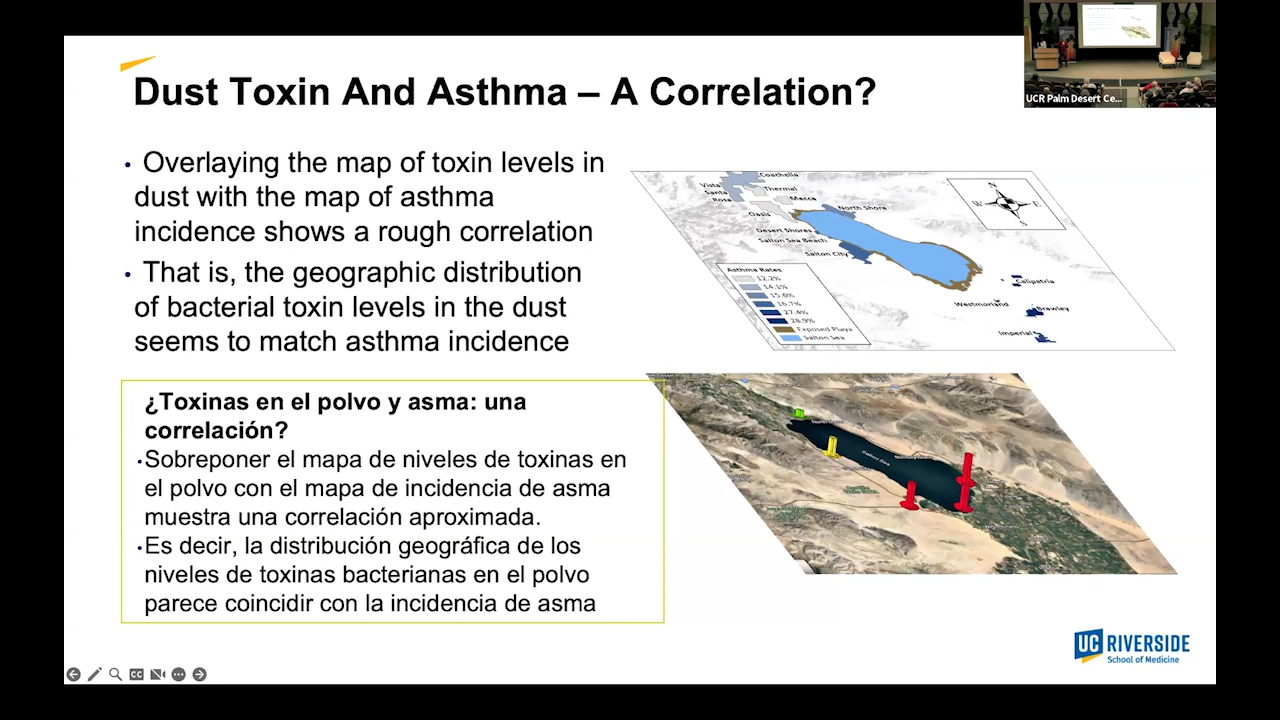 Dust Toxin And Asthma – A Correlation?
UCR Palm Desert Ce...
• Overlaying the map of toxin levels in
dust with the map of asthma
incidence shows a rough correlation
• That is, the geographic distribution
of bacterial toxin levels in the dust
seems to match asthma incidence
¿Toxinas en el polvo y asma: una
correlación?
•Sobreponer el mapa de niveles de toxinas en
el polvo con el mapa de incidencia de asma
muestra una correlación aproximada.
•Es decir, la distribución geográfica de los
niveles de toxinas bacterianas en el polvo
parece coincidir con la incidencia de asma
Coachella
Vista
Santa
Rosa
Thermal
Mecca
Oasis
North Shore
Desert Shores
Salton Sea Beach
Salton City
N
W
E
S
Asthma Rates
12.2%
14.1%
15.0%
16.7%
27.4%
28.9%
Exposed Playa
Salton Sea
Calipatria
Westmorland
Brawley
Imperial
Salton Sea
UC RIVERSIDE
School of Medicine
CC